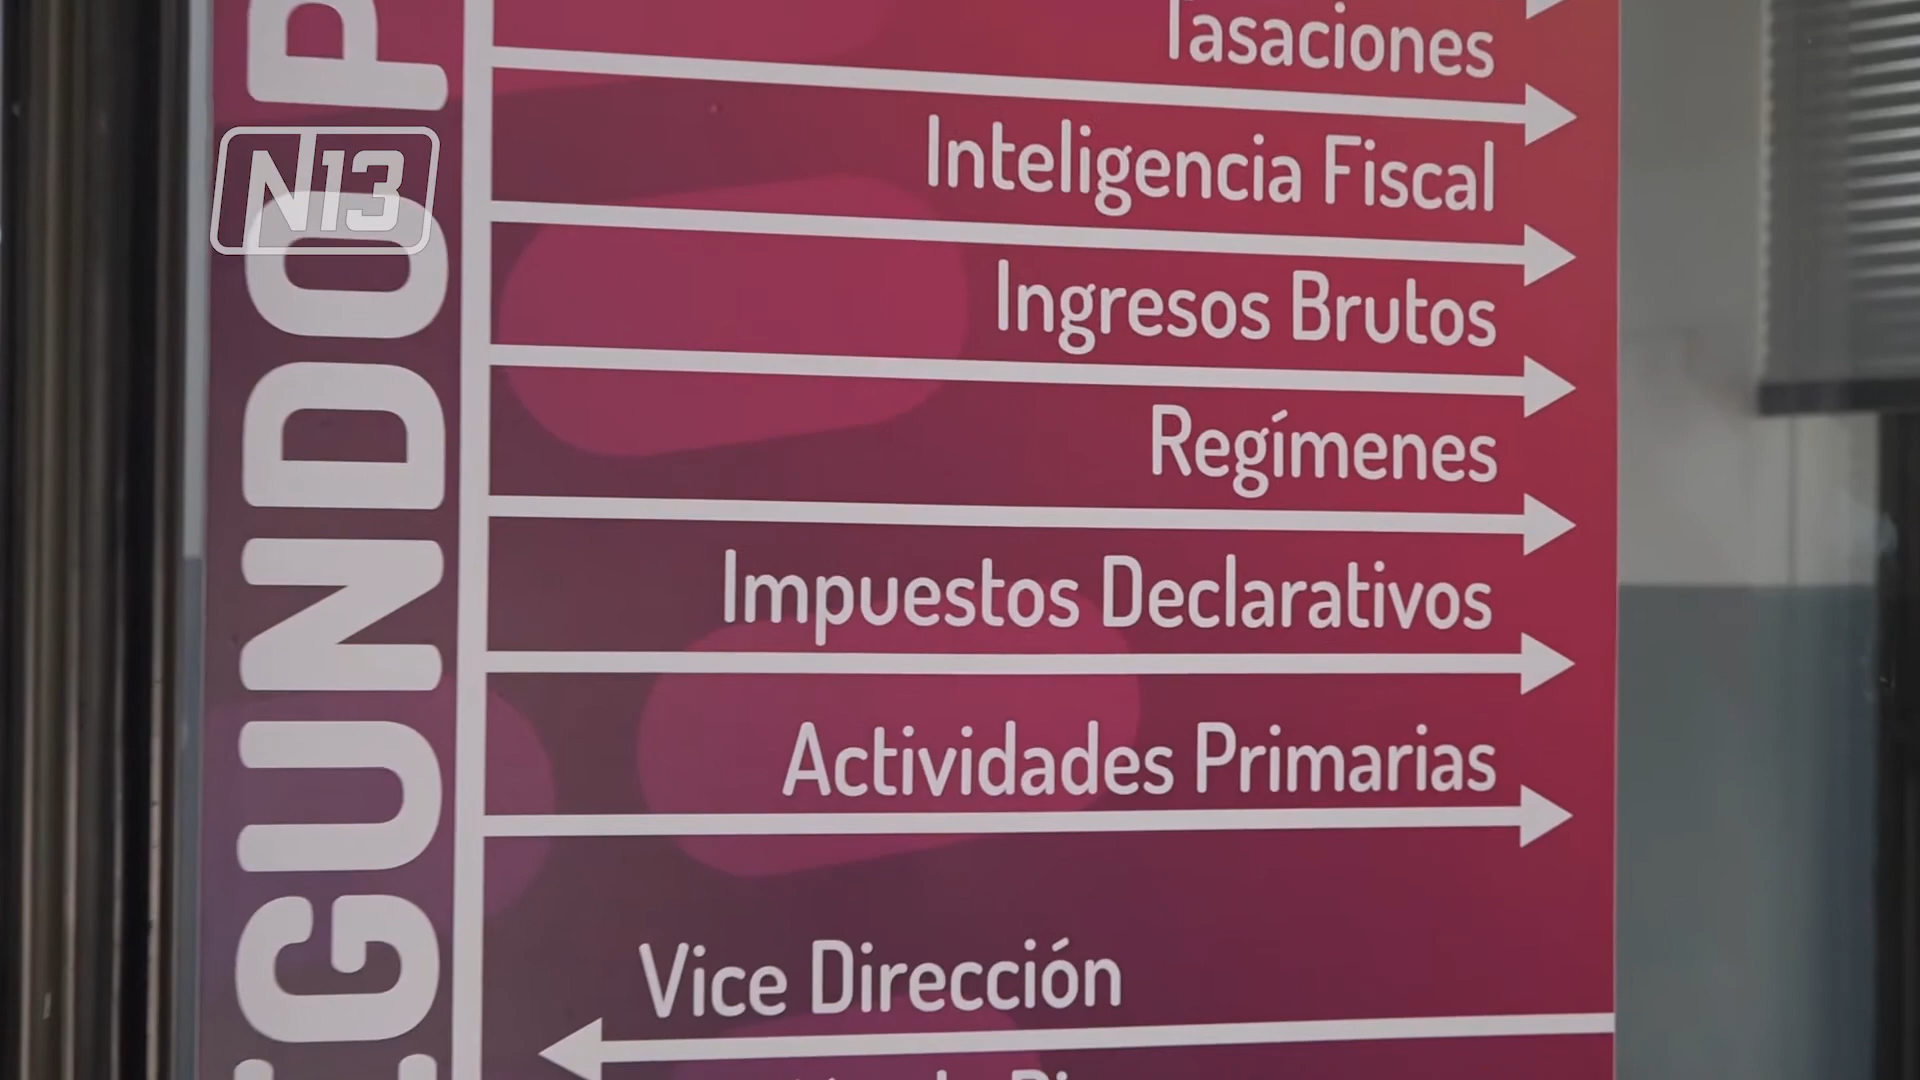 N13
Tasaciones
Inteligencia Fiscal
Ingresos Brutos
Regímenes
Impuestos Declarativos
Actividades Primarias
Vice Dirección